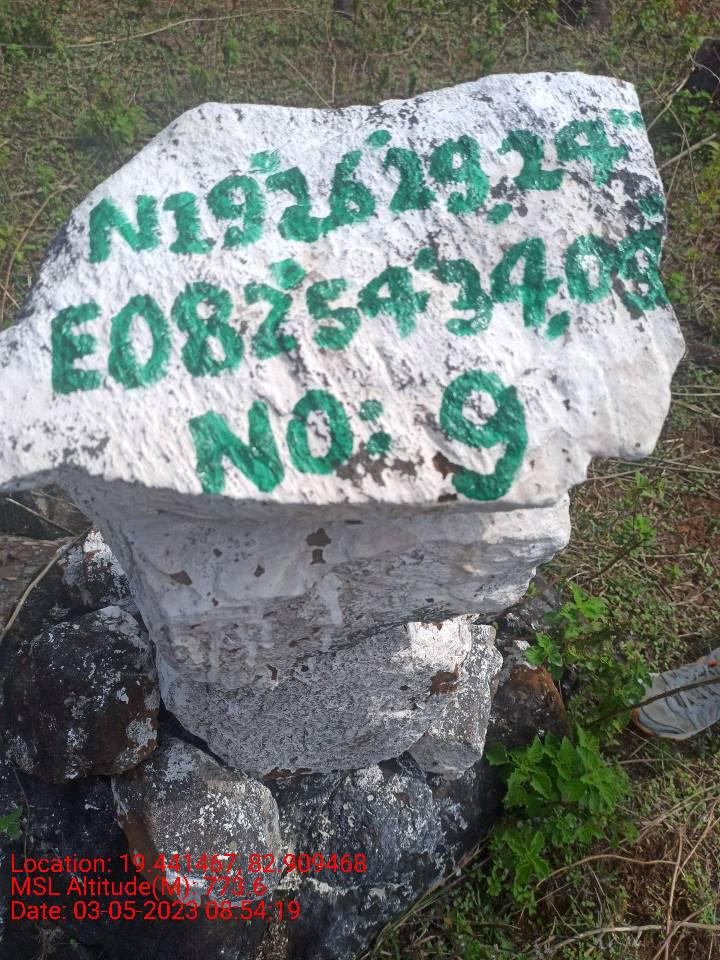 N19°26'29.24"
E082°54'34.08"
NO: 9
Location: 19.441467, 82.909468
MSL Altitude(M): 773.6
Date: 03-05-2023 08:54:19